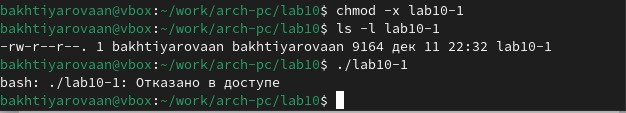 bakhtiyarovaan@vbox:~/work/arch-pc/lab10$ chmod -x lab10-1
bakhtiyarovaan@vbox:~/work/arch-pc/lab10$ ls -l lab10-1
-rw-r--r--. 1 bakhtiyarovaan bakhtiyarovaan 9164 дек 11 22:32 lab10-1
bakhtiyarovaan@vbox:~/work/arch-pc/lab10$ ./lab10-1
bash: ./lab10-1: Отказано в доступе
bakhtiyarovaan@vbox:~/work/arch-pc/lab10$